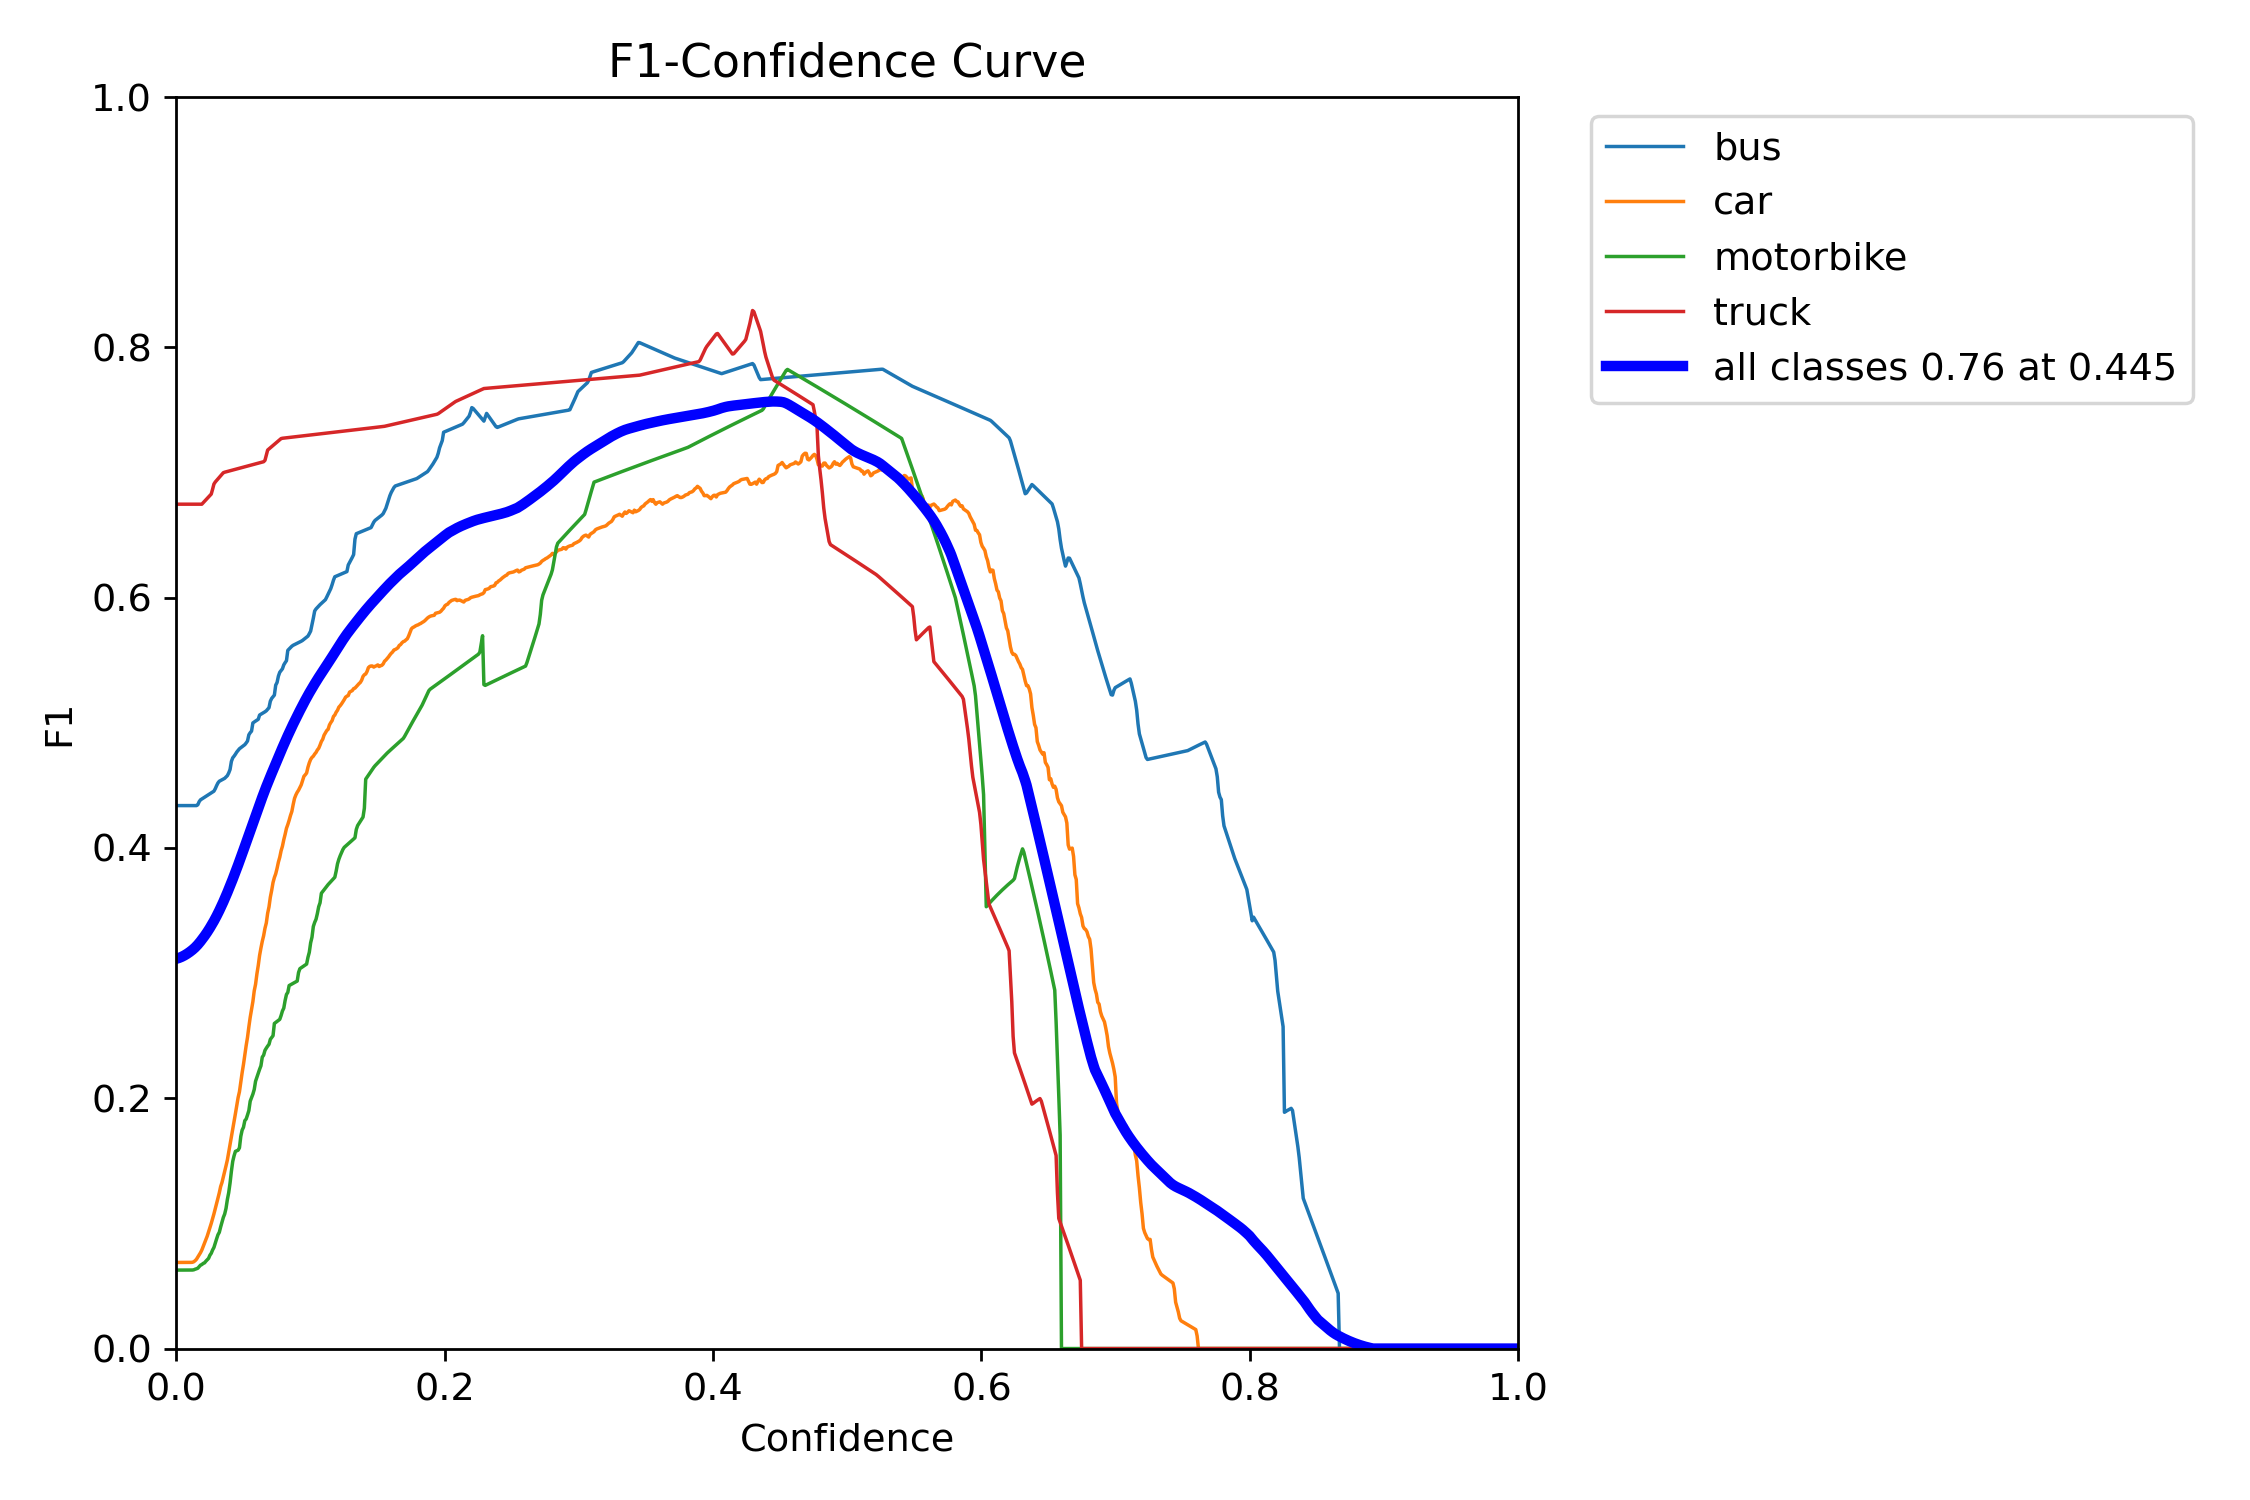 F1-Confidence Curve
1.0
0.8
0.6
0.4
0.2
0.0
F1
0.0 0.2 0.4 0.6 0.8 1.0
Confidence
bus
car
motorbike
truck
all classes 0.76 at 0.445